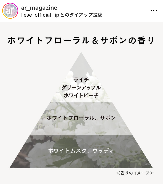 ar_magazine
ホワイトフローラル＆サボンの香り
ライチ
グリーンアップル
ホワイトピーチ
ホワイトフローラル、サボン
ホワイトムスク、ウッディ